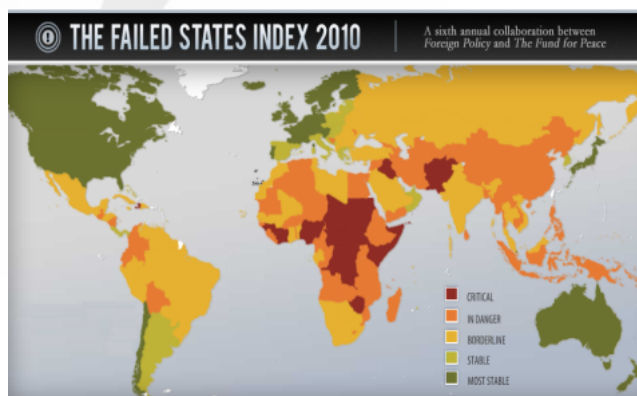 THE FAILED STATES INDEX 2010
A sixth annual collaboration between
Foreign Policy and The Fund for Peace
CRITICAL
IN DANGER
BORDERLINE
STABLE
MOST STABLE